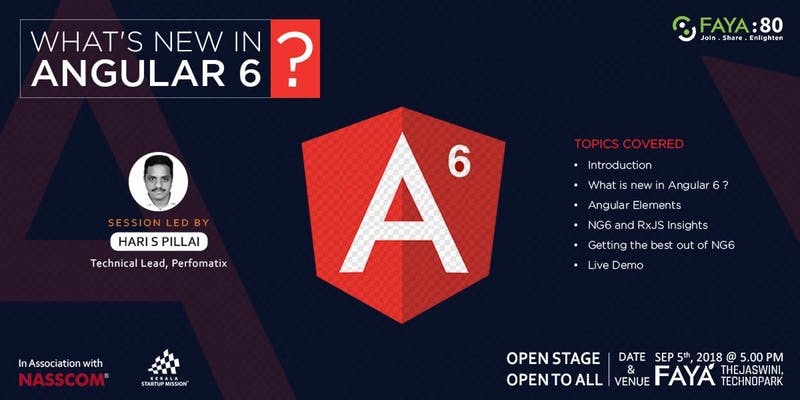 WHAT'S NEW IN
ANGULAR 6
?
FAYA:80
Join . Share . Enlighten
A 6
SESSION LED BY
HARI S PILLAI
Technical Lead, Perfomatix
TOPICS COVERED
• Introduction
• What is new in Angular 6 ?
• Angular Elements
• NG6 and RxJS Insights
• Getting the best out of NG6
• Live Demo
In Association with
NASSCOM®
KERALA
STARTUP MISSION
OPEN STAGE
OPEN TO ALL
DATE
&
VENUE
SEP 5th, 2018 @ 5.00 PM
FAYA
THEJASWINI,
TECHNOPARK